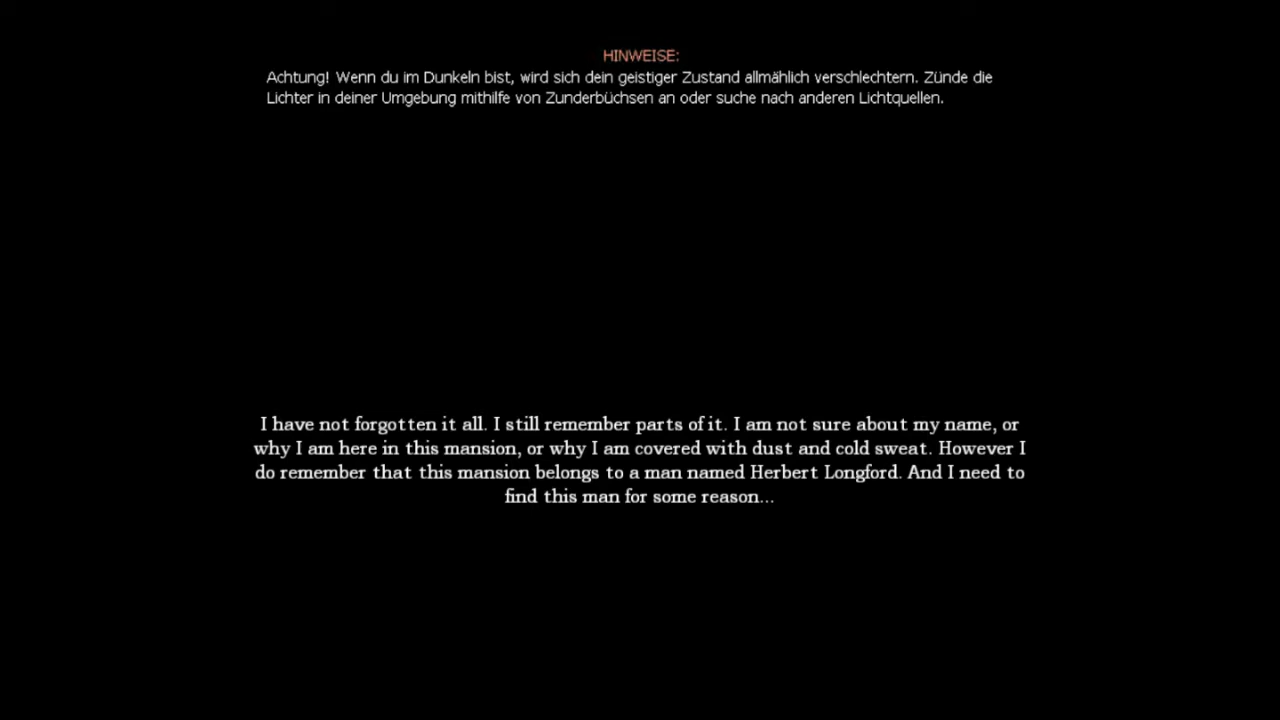 HINWEISE:
Achtung! Wenn du im Dunkeln bist, wird sich dein geistiger Zustand allmählich verschlechtern. Zünde die
Lichter in deiner Umgebung mithilfe von Zunderbüchsen an oder suche nach anderen Lichtquellen.
I have not forgotten it all. I still remember parts of it. I am not sure about my name, or
why I am here in this mansion, or why I am covered with dust and cold sweat. However I
do remember that this mansion belongs to a man named Herbert Longford. And I need to
find this man for some reason...